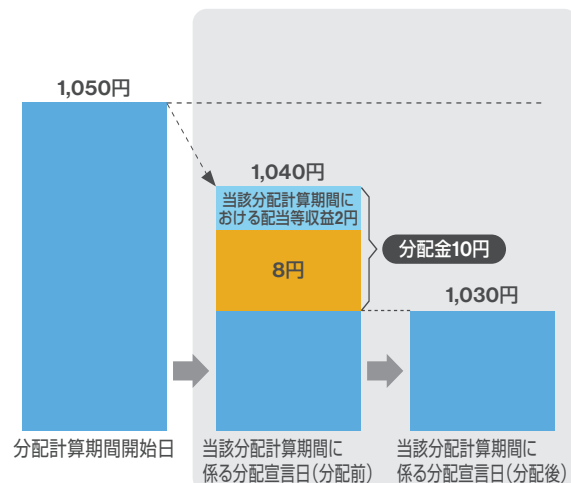 1,050円
1,040円
当該分配計算期間に
おける配当等収益2円
分配金10円
8円
1,030円
分配計算期間開始日
当該分配計算期間に
係る分配宣言日(分配前)
当該分配計算期間に
係る分配宣言日(分配後)